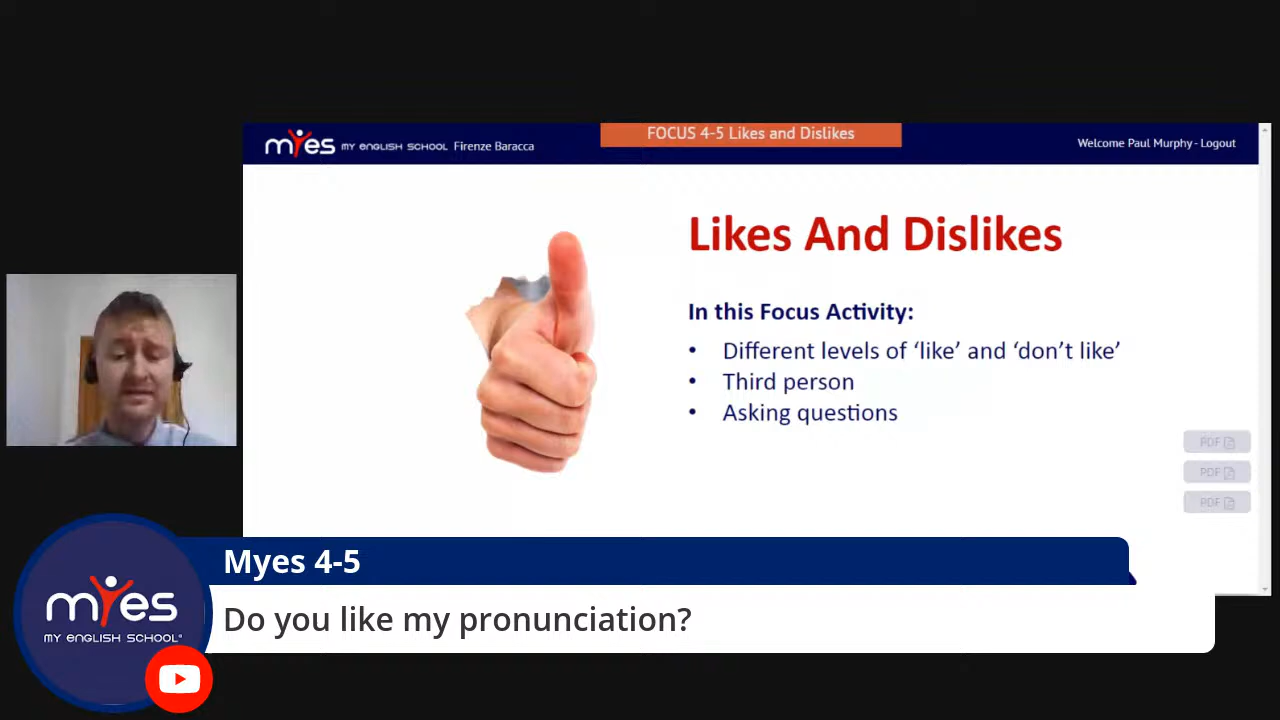 myes MY ENGLISH SCHOOL Firenze Baracca
FOCUS 4-5 Likes and Dislikes
Welcome Paul Murphy - Logout
Likes And Dislikes
In this Focus Activity:
• Different levels of ‘like’ and ‘don’t like’
• Third person
• Asking questions
PDF
PDF
PDF
Myes 4-5
Do you like my pronunciation?
myes
MY ENGLISH SCHOOL®